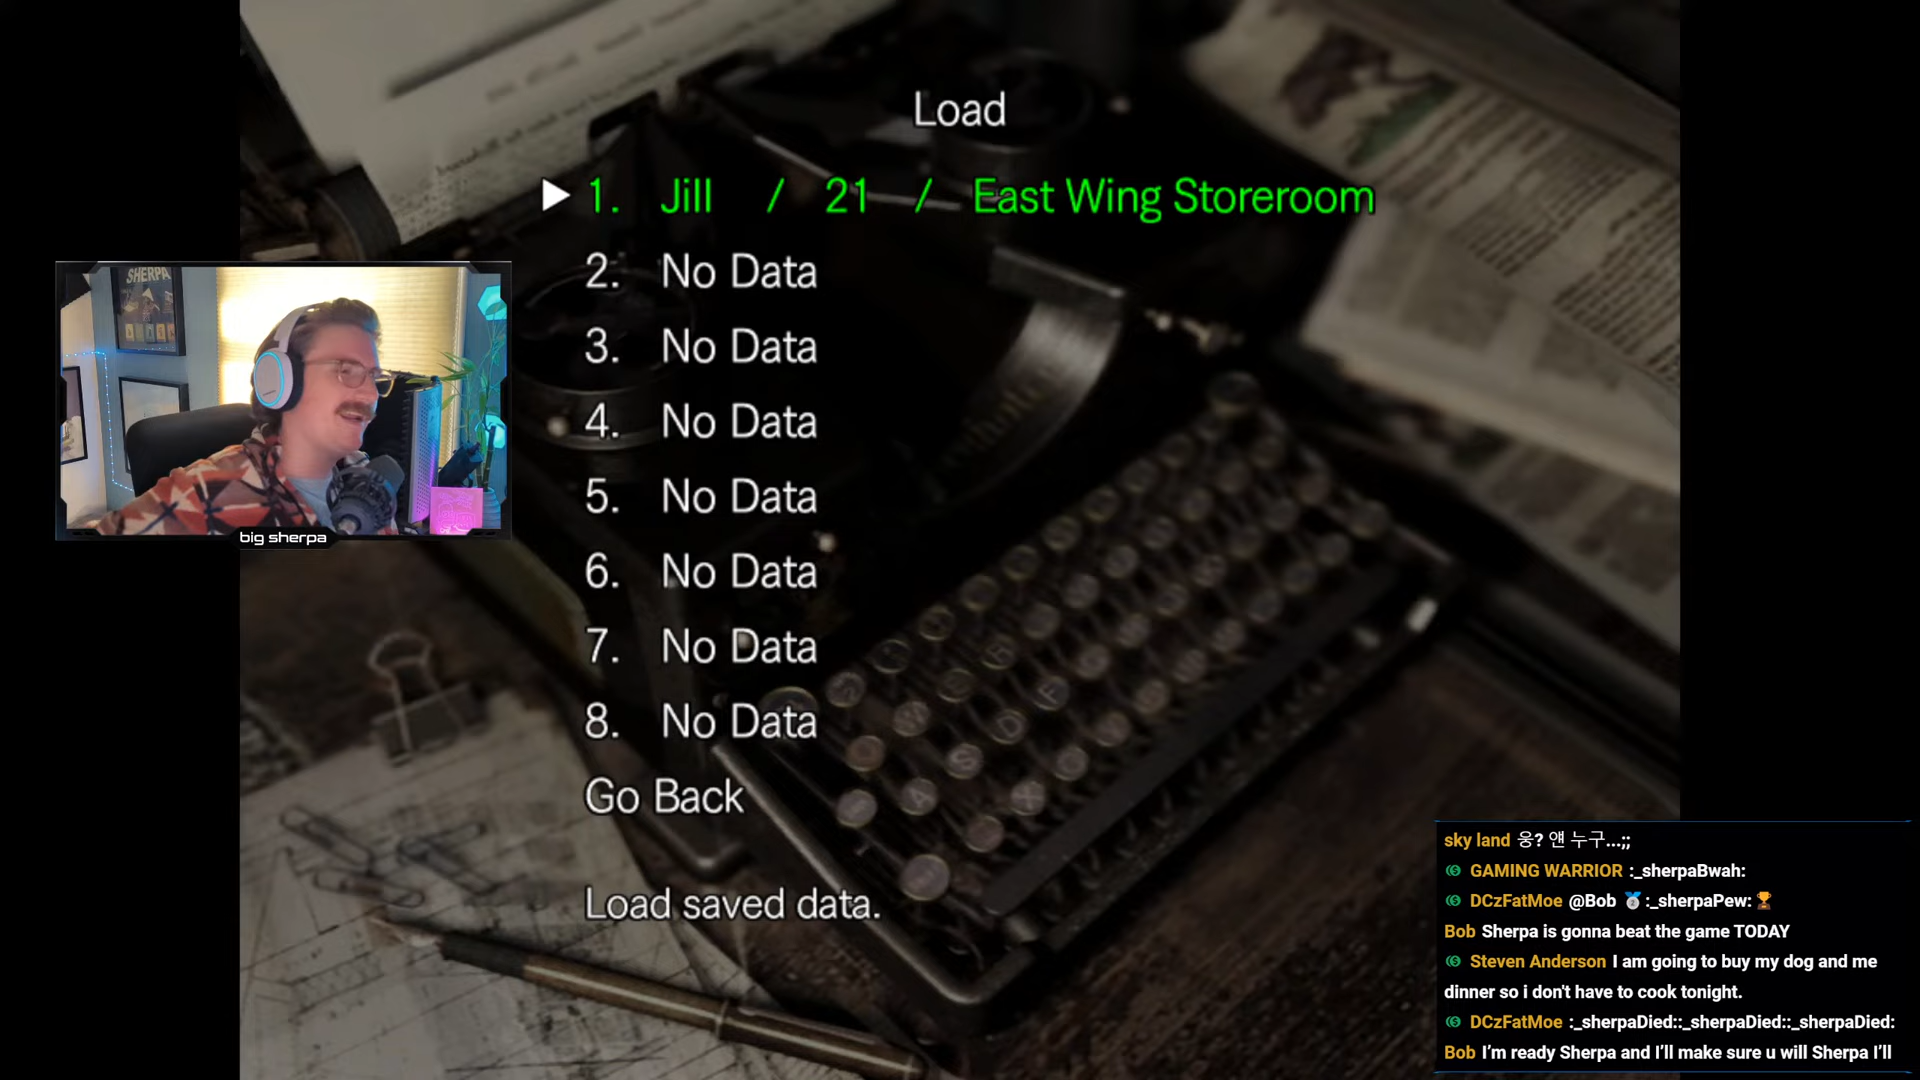 Load
1. Jill / 21 / East Wing Storeroom
2. No Data
3. No Data
4. No Data
5. No Data
6. No Data
7. No Data
8. No Data
Go Back
Load saved data.
SHERPA
big sherpa
sky land 웅? 얜 누구...;;
GAMING WARRIOR :_sherpaBwah:
DCzFatMoe @Bob 🥈:_sherpaPew:🏆
Bob Sherpa is gonna beat the game TODAY
Steven Anderson I am going to buy my dog and me
dinner so i don't have to cook tonight.
DCzFatMoe :_sherpaDied::_sherpaDied::_sherpaDied:
Bob I’m ready Sherpa and I’ll make sure u will Sherpa I’ll